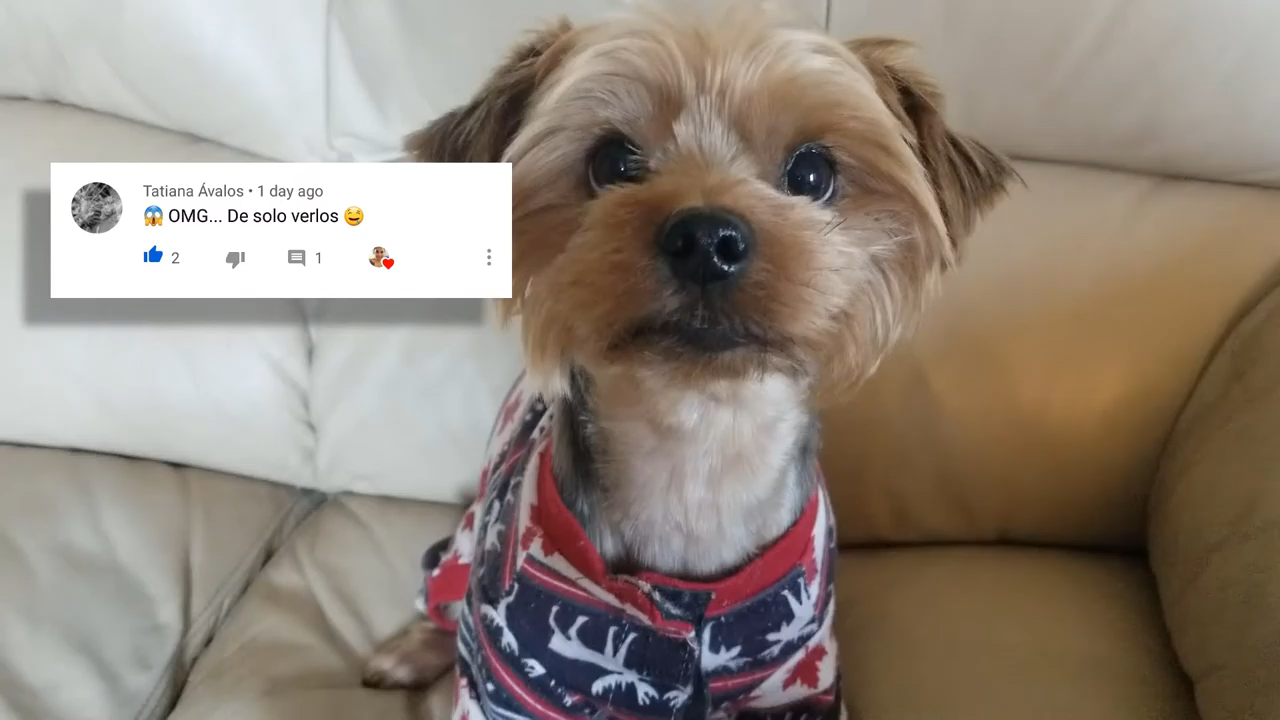 Tatiana Ávalos • 1 day ago
😱 OMG... De solo verlos 🤤
2 1